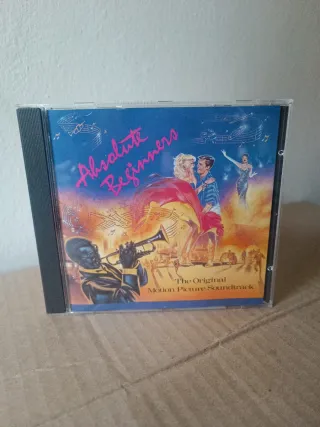 Absolute
Beginners
The Original
Motion Picture Soundtrack